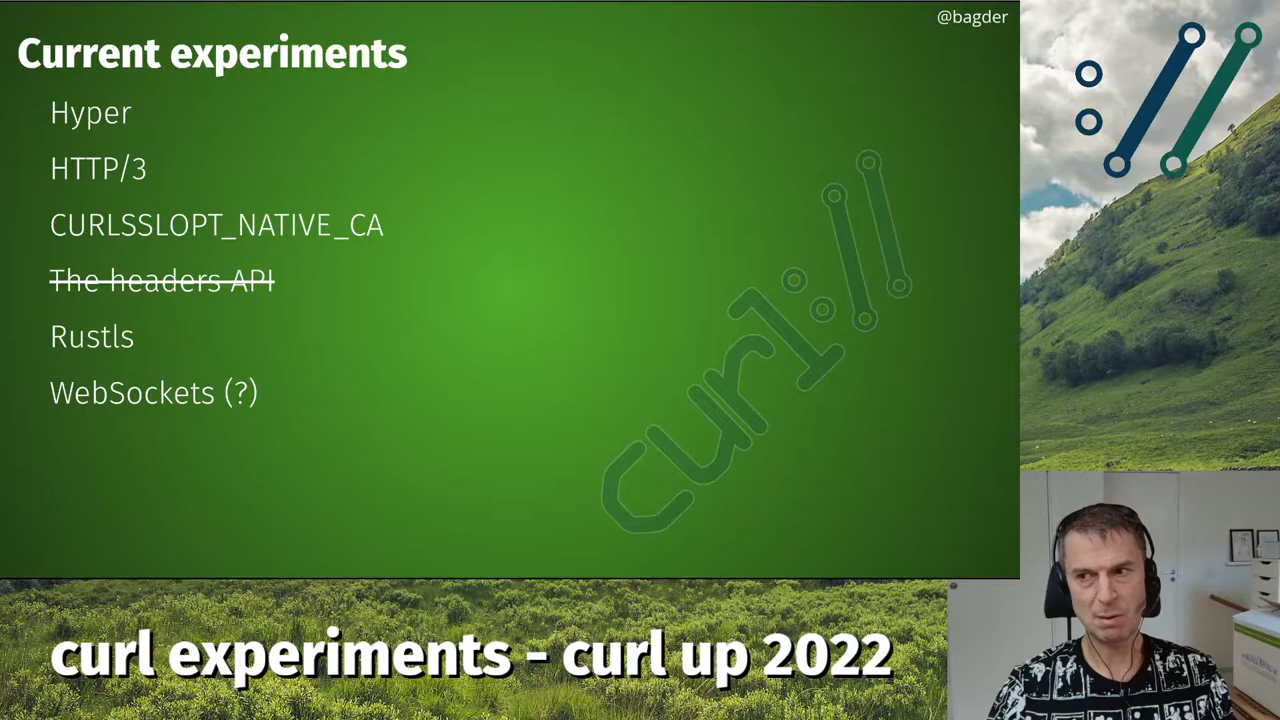 @bagder
Current experiments
Hyper
HTTP/3
CURLSSLOPT_NATIVE_CA
The headers API
Rustls
WebSockets (?)
curl://
curl experiments - curl up 2022